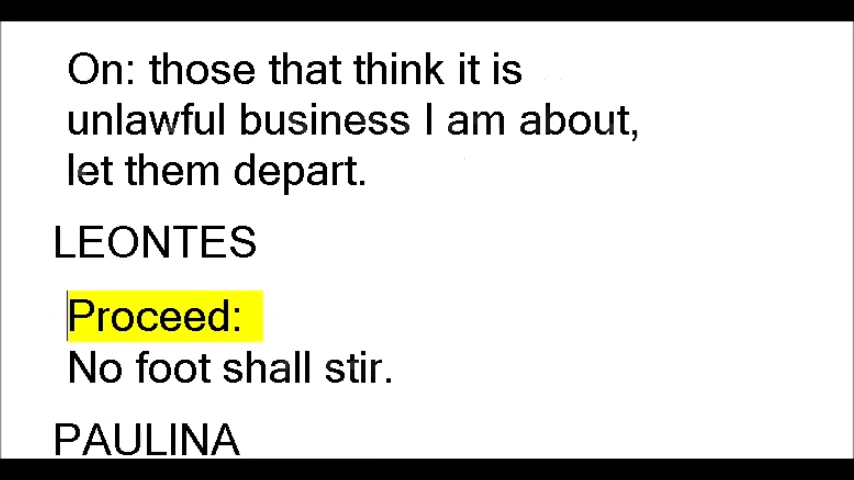 On: those that think it is
unlawful business I am about,
let them depart.
LEONTES
Proceed:
No foot shall stir.
PAULINA